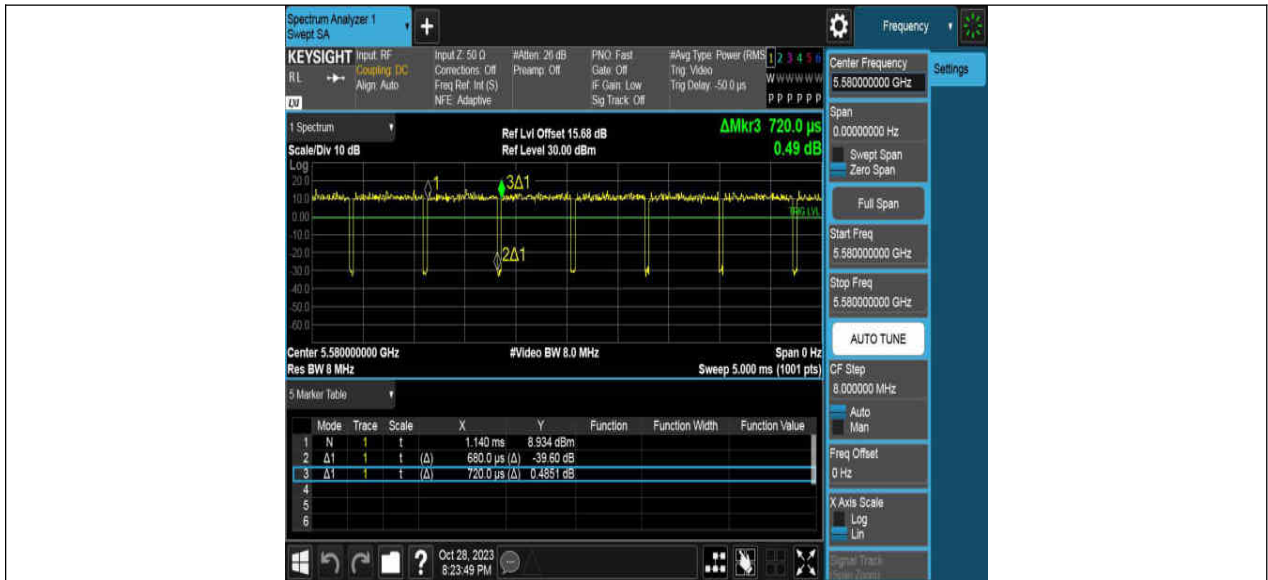 Spectrum Analyzer 1
Swept SA
+
Frequency
KEYSIGHT Input: RF Input Z: 50 Ω #Atten: 26 dB PNO: Fast #Avg Type: Power (RMS 1 2 3 4 5 6
RL Coupling: DC Corrections: Off Preamp: Off Gate: Off Trig: Video W W W W W W
Align: Auto Freq Ref: Int (S) IF Gain: Low Trig Delay: -50.0 µs P P P P P P
NFE: Adaptive Sig Track: Off
1 Spectrum
Ref Lvl Offset 15.68 dB ΔMkr3 720.0 µs
Scale/Div 10 dB Ref Level 30.00 dBm 0.49 dB
Log
20.0
10.0
0.00
-10.0
-20.0
-30.0
-40.0
-50.0
-60.0
1 3Δ1
TRIG LVL
2Δ1
Center 5.580000000 GHz #Video BW 8.0 MHz Span 0 Hz
Res BW 8 MHz Sweep 5.000 ms (1001 pts)
5 Marker Table
Mode Trace Scale X Y Function Function Width Function Value
1 N 1 t 1.140 ms 8.934 dBm
2 Δ1 1 t (Δ) 680.0 µs (Δ) -39.60 dB
3 Δ1 1 t (Δ) 720.0 µs (Δ) 0.4851 dB
4
5
6
? Oct 28, 2023
8:23:49 PM
Center Frequency
5.580000000 GHz
Settings
Span
0.00000000 Hz
Swept Span
Zero Span
Full Span
Start Freq
5.580000000 GHz
Stop Freq
5.580000000 GHz
AUTO TUNE
CF Step
8.000000 MHz
Auto
Man
Freq Offset
0 Hz
X Axis Scale
Log
Lin
Signal Track
(Span Zoom)